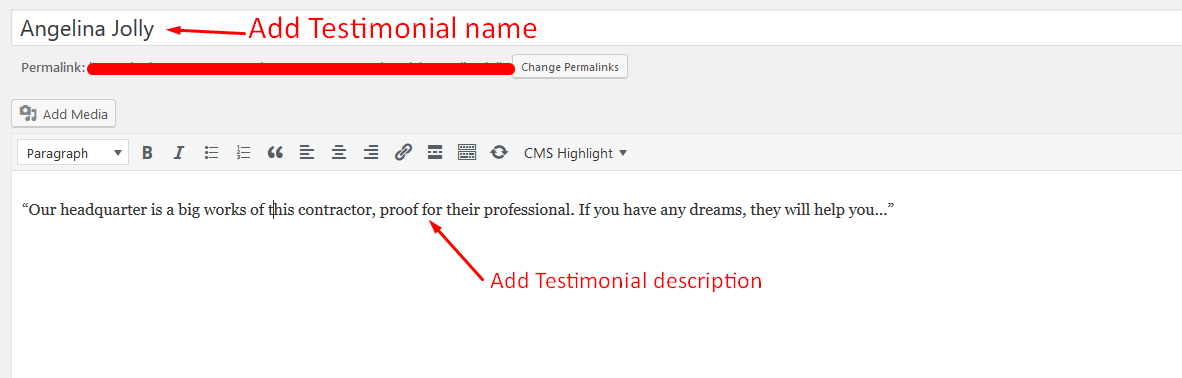 Angelina Jolly Add Testimonial name
Permalink: Change Permalinks
Add Media
Paragraph B I CMS Highlight
“Our headquarter is a big works of this contractor, proof for their professional. If you have any dreams, they will help you...”
Add Testimonial description